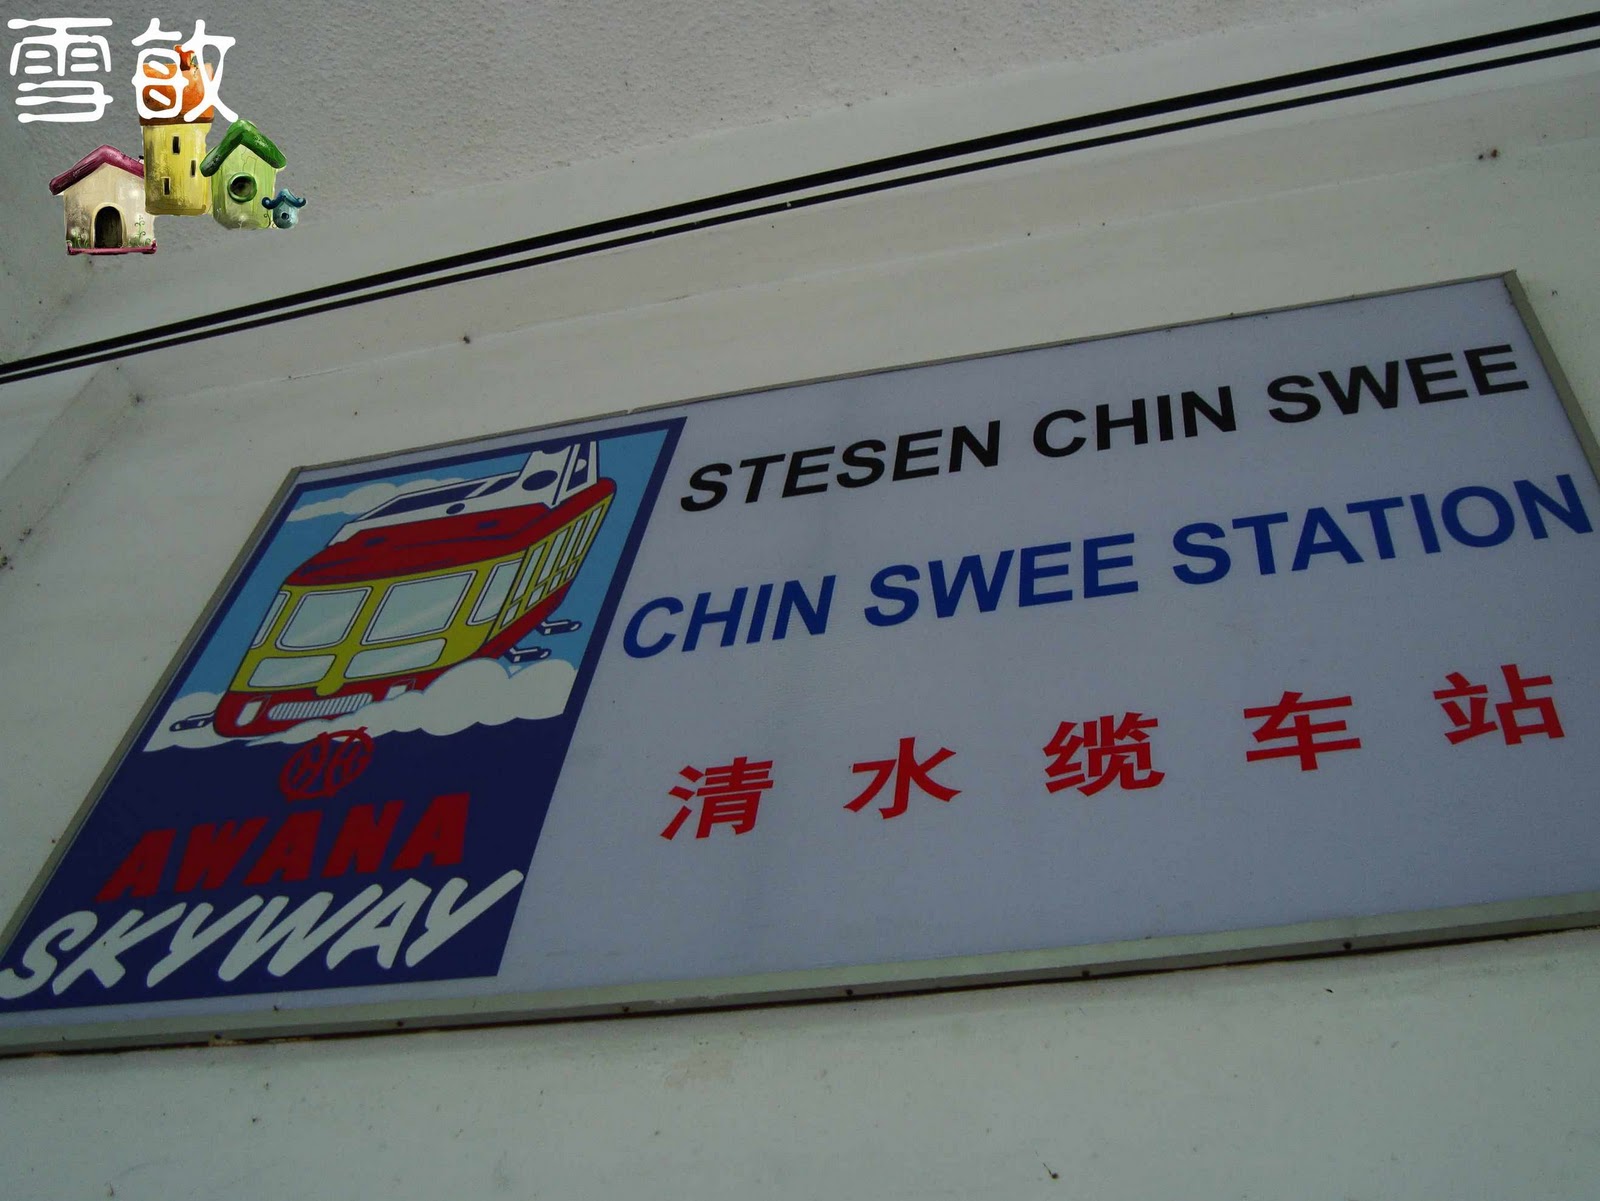 雪敏
STESEN CHIN SWEE
CHIN SWEE STATION
清水缆车站
AWANA
SKYWAY